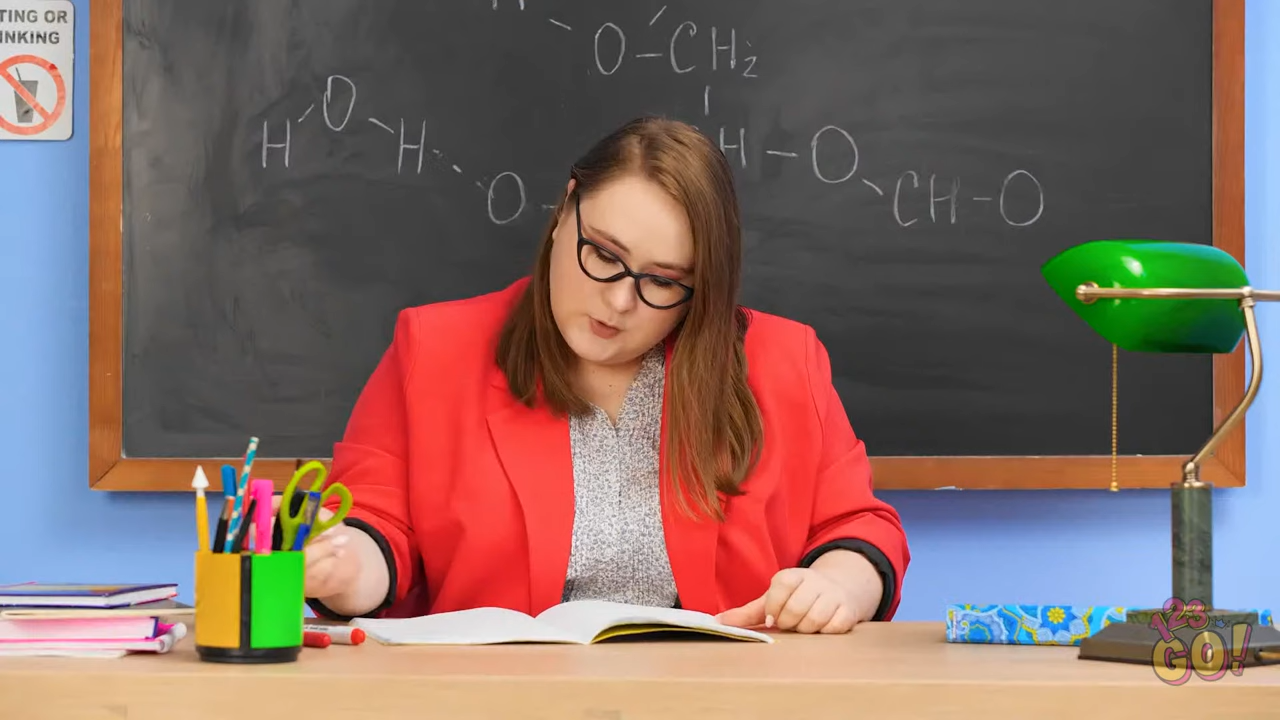 TING OR
INKING
H
O — CH₂
O
H H — O
O CH — O
123
GO!